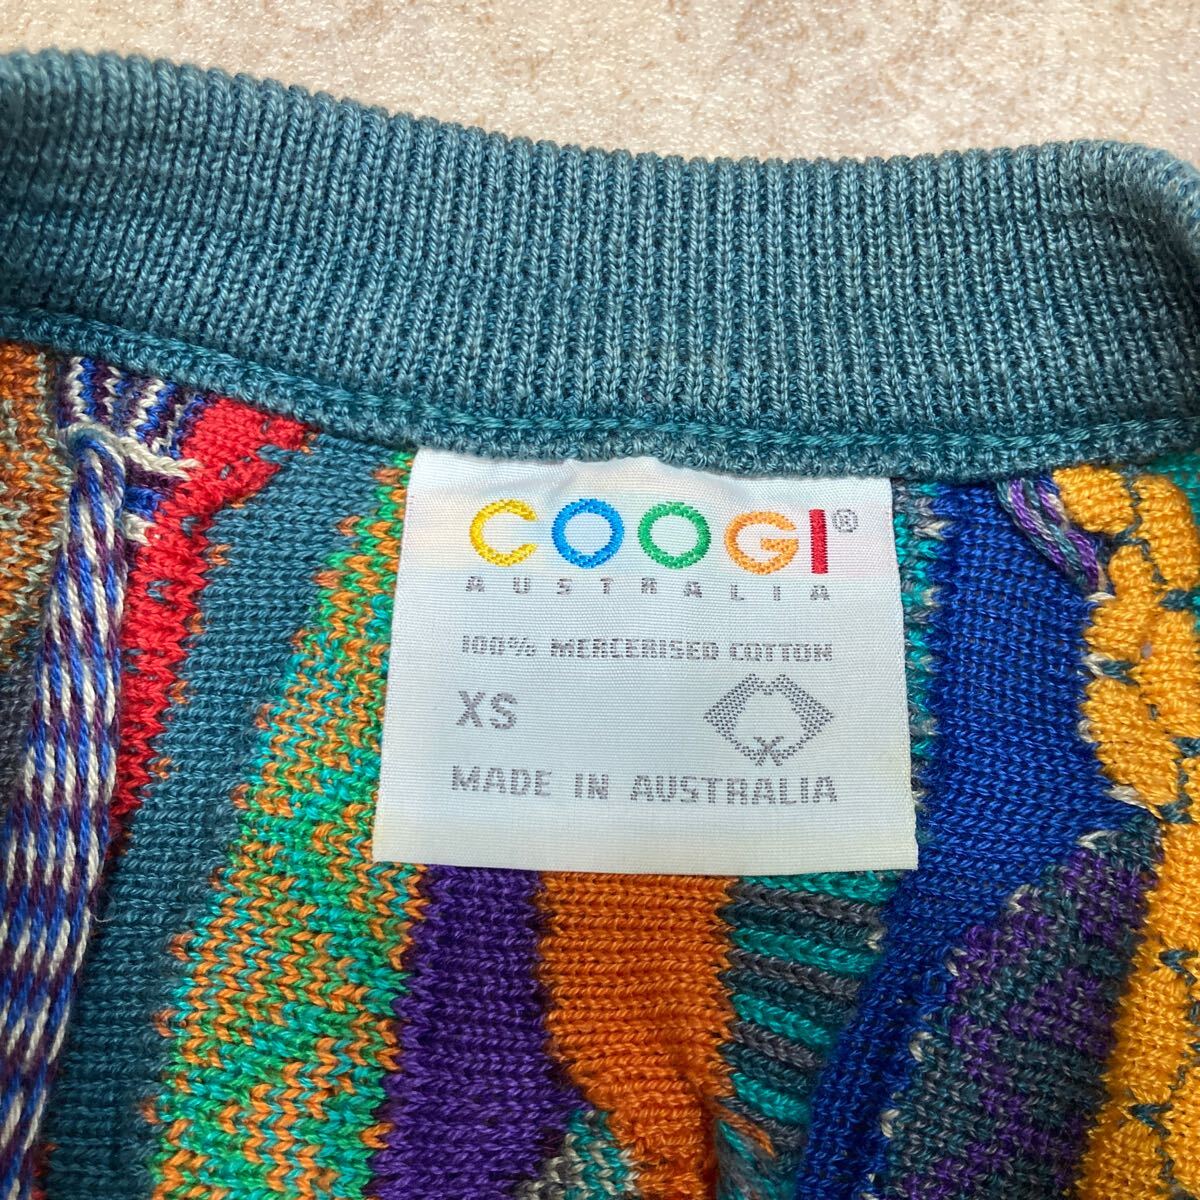 COOGI®
AUSTRALIA
100% MERCERISED COTTON
XS
MADE IN AUSTRALIA